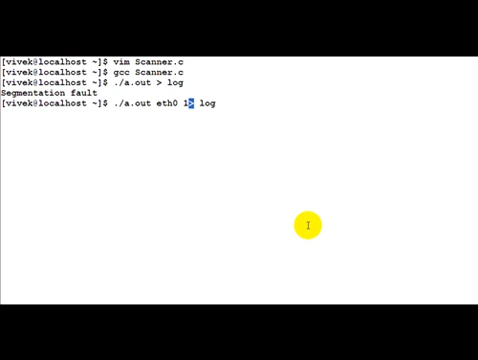 [vivek@localhost ~]$ vim Scanner.c
[vivek@localhost ~]$ gcc Scanner.c
[vivek@localhost ~]$ ./a.out > log
Segmentation fault
[vivek@localhost ~]$ ./a.out eth0 1> log